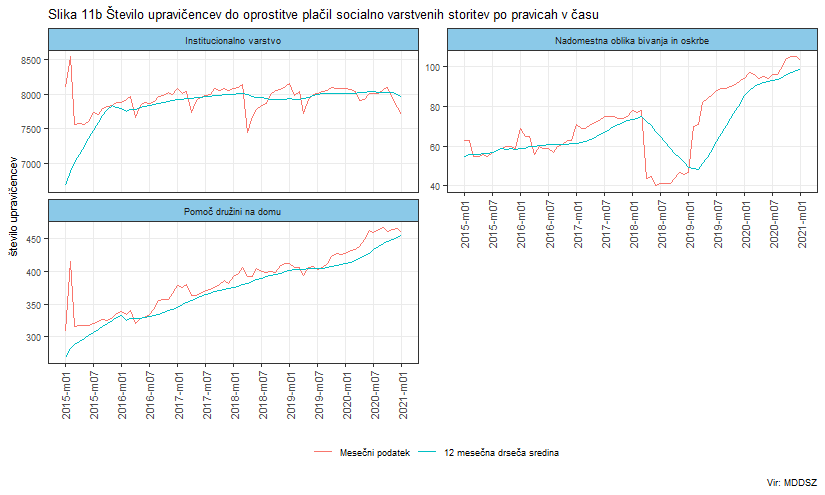 Slika 11b Število upravičencev do oprostitve plačil socialno varstvenih storitev po pravicah v času
število upravičencev
Institucionalno varstvo
8500
8000
7500
7000
Nadomestna oblika bivanja in oskrbe
100
80
60
40
2015-m01
2015-m07
2016-m01
2016-m07
2017-m01
2017-m07
2018-m01
2018-m07
2019-m01
2019-m07
2020-m01
2020-m07
2021-m01
Pomoč družini na domu
450
400
350
300
2015-m01
2015-m07
2016-m01
2016-m07
2017-m01
2017-m07
2018-m01
2018-m07
2019-m01
2019-m07
2020-m01
2020-m07
2021-m01
Mesečni podatek
12 mesečna drseča sredina
Vir: MDDSZ